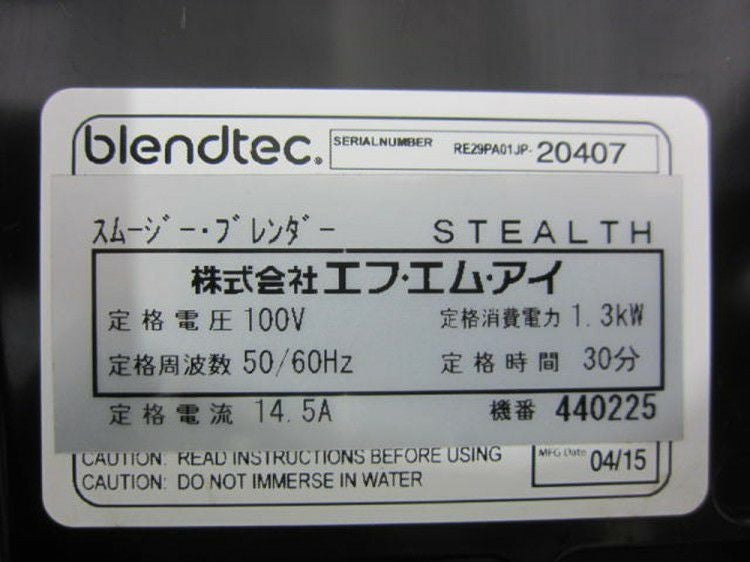 blendtec.
SERIAL NUMBER RE29PA01JP- 20407
スムージー・ブレンダー STEALTH
株式会社エフ・エム・アイ
定格電圧 100V 定格消費電力 1.3kW
定格周波数 50/60Hz 定格時間 30分
定格電流 14.5A 機番 440225
CAUTION: READ INSTRUCTIONS BEFORE USING
CAUTION: DO NOT IMMERSE IN WATER
MFG Date 04/15